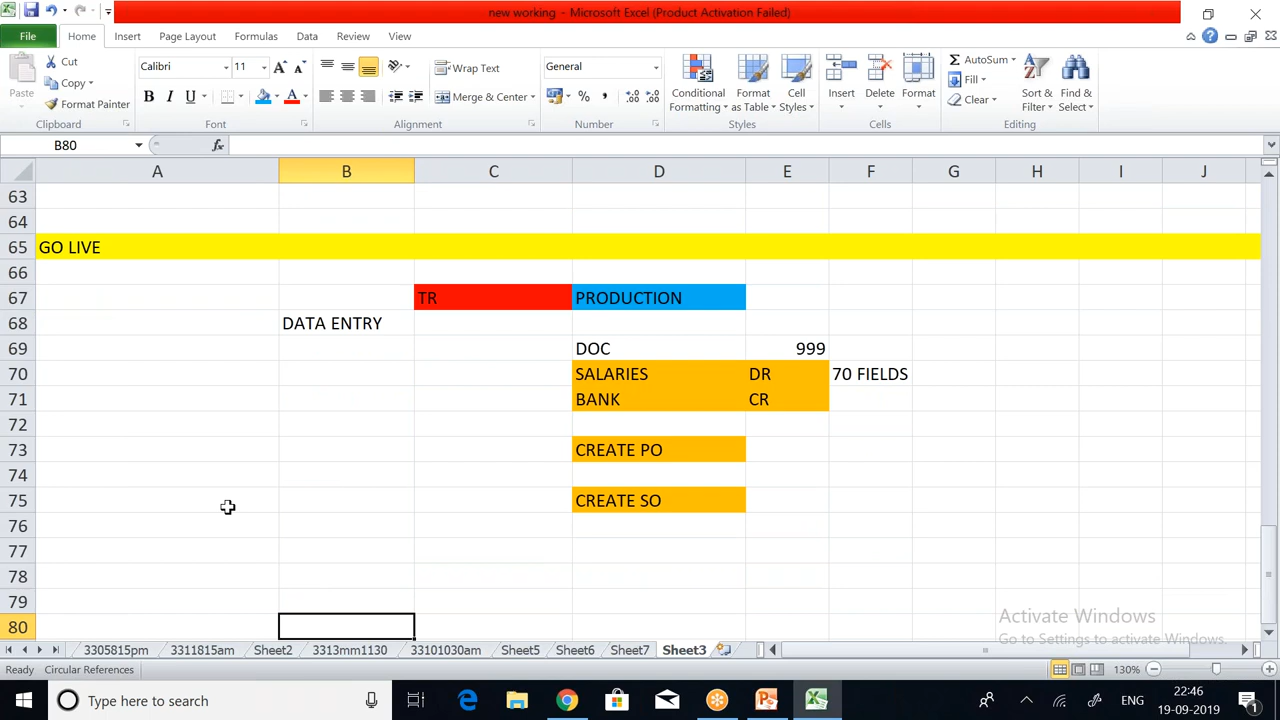 new working - Microsoft Excel (Product Activation Failed)
File Home Insert Page Layout Formulas Data Review View
Paste
Cut
Copy
Format Painter
Clipboard
Calibri 11
B I U
Font
Wrap Text
Merge & Center
Alignment
General
%
Number
Conditional Formatting
Format as Table
Cell Styles
Styles
Insert
Delete
Format
Cells
AutoSum
Fill
Clear
Sort & Filter
Find & Select
Editing
B80 fx
A B C D E F G H I J
63
64
65 GO LIVE
66
67 TR PRODUCTION
68 DATA ENTRY
69 DOC 999
70 SALARIES DR 70 FIELDS
71 BANK CR
72
73 CREATE PO
74
75 CREATE SO
76
77
78
79
80
Activate Windows
Go to Settings to activate Windows.
3305815pm 3311815am Sheet2 3313mm1130 33101030am Sheet5 Sheet6 Sheet7 Sheet3
Ready Circular References 130%
Type here to search
ENG
22:46
19-09-2019
1